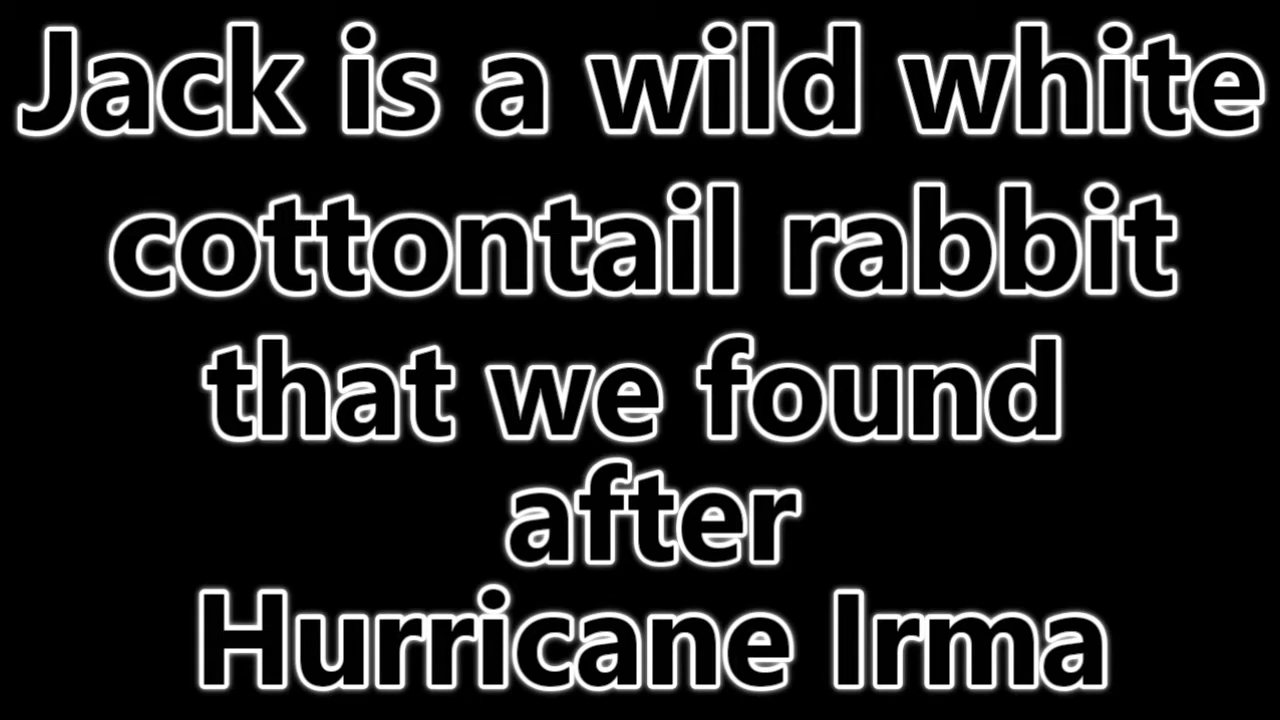 Jack is a wild white
cottontail rabbit
that we found
after
Hurricane Irma